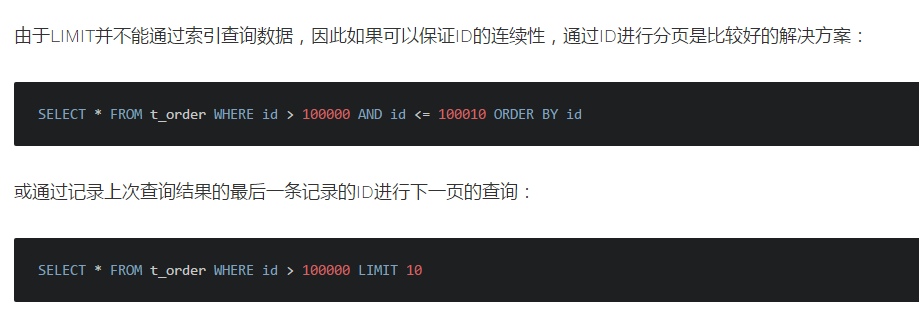 由于LIMIT并不能通过索引查询数据，因此如果可以保证ID的连续性，通过ID进行分页是比较好的解决方案：
SELECT * FROM t_order WHERE id > 100000 AND id <= 100010 ORDER BY id
或通过记录上次查询结果的最后一条记录的ID进行下一页的查询：
SELECT * FROM t_order WHERE id > 100000 LIMIT 10